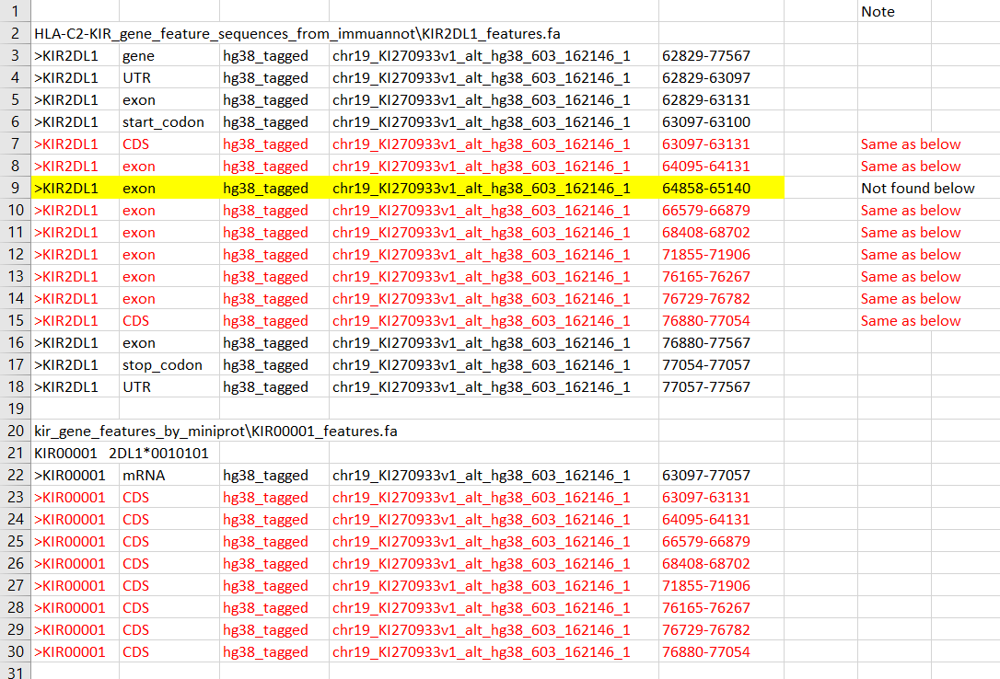 1 Note
2 HLA-C2-KIR_gene_feature_sequences_from_immuannot\KIR2DL1_features.fa
3 >KIR2DL1 gene hg38_tagged chr19_KI270933v1_alt_hg38_603_162146_1 62829-77567
4 >KIR2DL1 UTR hg38_tagged chr19_KI270933v1_alt_hg38_603_162146_1 62829-63097
5 >KIR2DL1 exon hg38_tagged chr19_KI270933v1_alt_hg38_603_162146_1 62829-63131
6 >KIR2DL1 start_codon hg38_tagged chr19_KI270933v1_alt_hg38_603_162146_1 63097-63100
7 >KIR2DL1 CDS hg38_tagged chr19_KI270933v1_alt_hg38_603_162146_1 63097-63131 Same as below
8 >KIR2DL1 exon hg38_tagged chr19_KI270933v1_alt_hg38_603_162146_1 64095-64131 Same as below
9 >KIR2DL1 exon hg38_tagged chr19_KI270933v1_alt_hg38_603_162146_1 64858-65140 Not found below
10 >KIR2DL1 exon hg38_tagged chr19_KI270933v1_alt_hg38_603_162146_1 66579-66879 Same as below
11 >KIR2DL1 exon hg38_tagged chr19_KI270933v1_alt_hg38_603_162146_1 68408-68702 Same as below
12 >KIR2DL1 exon hg38_tagged chr19_KI270933v1_alt_hg38_603_162146_1 71855-71906 Same as below
13 >KIR2DL1 exon hg38_tagged chr19_KI270933v1_alt_hg38_603_162146_1 76165-76267 Same as below
14 >KIR2DL1 exon hg38_tagged chr19_KI270933v1_alt_hg38_603_162146_1 76729-76782 Same as below
15 >KIR2DL1 CDS hg38_tagged chr19_KI270933v1_alt_hg38_603_162146_1 76880-77054 Same as below
16 >KIR2DL1 exon hg38_tagged chr19_KI270933v1_alt_hg38_603_162146_1 76880-77567
17 >KIR2DL1 stop_codon hg38_tagged chr19_KI270933v1_alt_hg38_603_162146_1 77054-77057
18 >KIR2DL1 UTR hg38_tagged chr19_KI270933v1_alt_hg38_603_162146_1 77057-77567
19
20 kir_gene_features_by_miniprot\KIR00001_features.fa
21 KIR00001 2DL1*0010101
22 >KIR00001 mRNA hg38_tagged chr19_KI270933v1_alt_hg38_603_162146_1 63097-77057
23 >KIR00001 CDS hg38_tagged chr19_KI270933v1_alt_hg38_603_162146_1 63097-63131
24 >KIR00001 CDS hg38_tagged chr19_KI270933v1_alt_hg38_603_162146_1 64095-64131
25 >KIR00001 CDS hg38_tagged chr19_KI270933v1_alt_hg38_603_162146_1 66579-66879
26 >KIR00001 CDS hg38_tagged chr19_KI270933v1_alt_hg38_603_162146_1 68408-68702
27 >KIR00001 CDS hg38_tagged chr19_KI270933v1_alt_hg38_603_162146_1 71855-71906
28 >KIR00001 CDS hg38_tagged chr19_KI270933v1_alt_hg38_603_162146_1 76165-76267
29 >KIR00001 CDS hg38_tagged chr19_KI270933v1_alt_hg38_603_162146_1 76729-76782
30 >KIR00001 CDS hg38_tagged chr19_KI270933v1_alt_hg38_603_162146_1 76880-77054
31